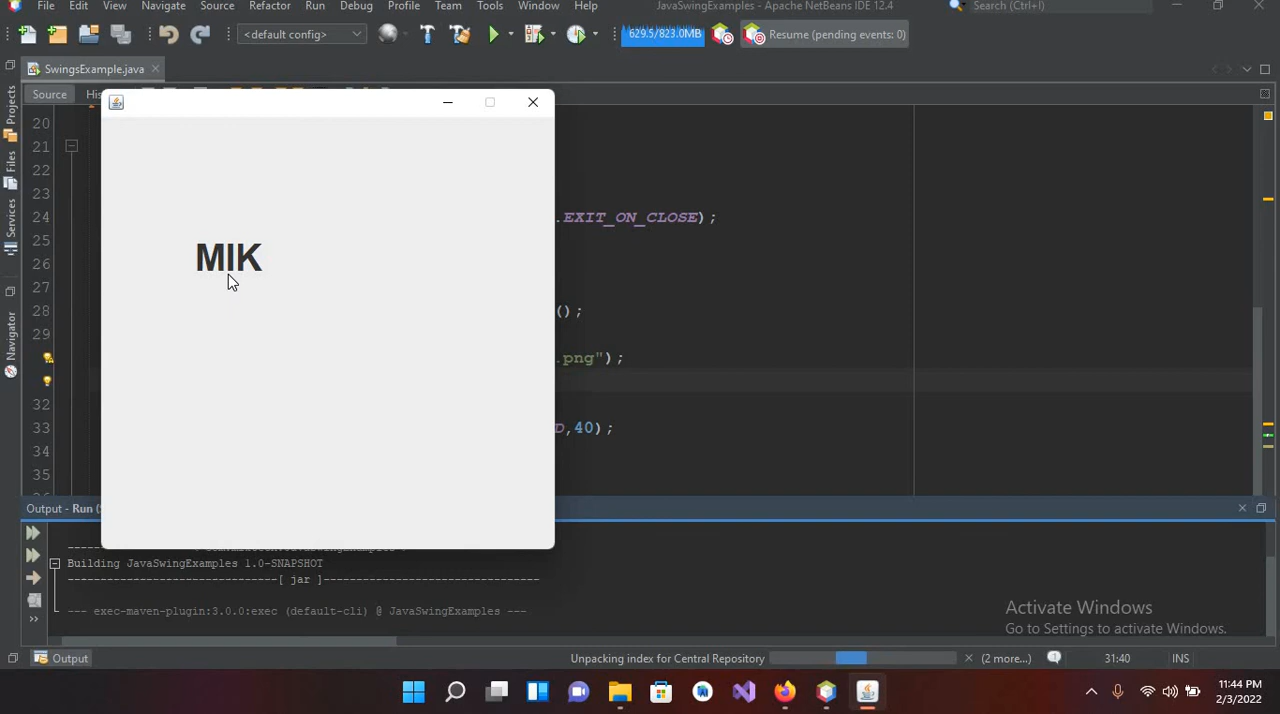 File Edit View Navigate Source Refactor Run Debug Profile Team Tools Window Help JavaSwingExamples - Apache NetBeans IDE 12.4 Search (Ctrl+I)
<default config> 629.5/823.0MB Resume (pending events: 0)
SwingsExample.java
Source
Projects
Files
Services
Navigator
20
21
22
23
24 .EXIT_ON_CLOSE);
25
26
27
28 ();
29
.png");
32
33 ,40);
34
35
MIK
Output - Run
Building JavaSwingExamples 1.0-SNAPSHOT
--------------------------------[ jar ]---------------------------------
--- exec-maven-plugin:3.0.0:exec (default-cli) @ JavaSwingExamples ---
Activate Windows
Go to Settings to activate Windows.
Output Unpacking index for Central Repository (2 more...) 1 31:40 INS
11:44 PM
2/3/2022